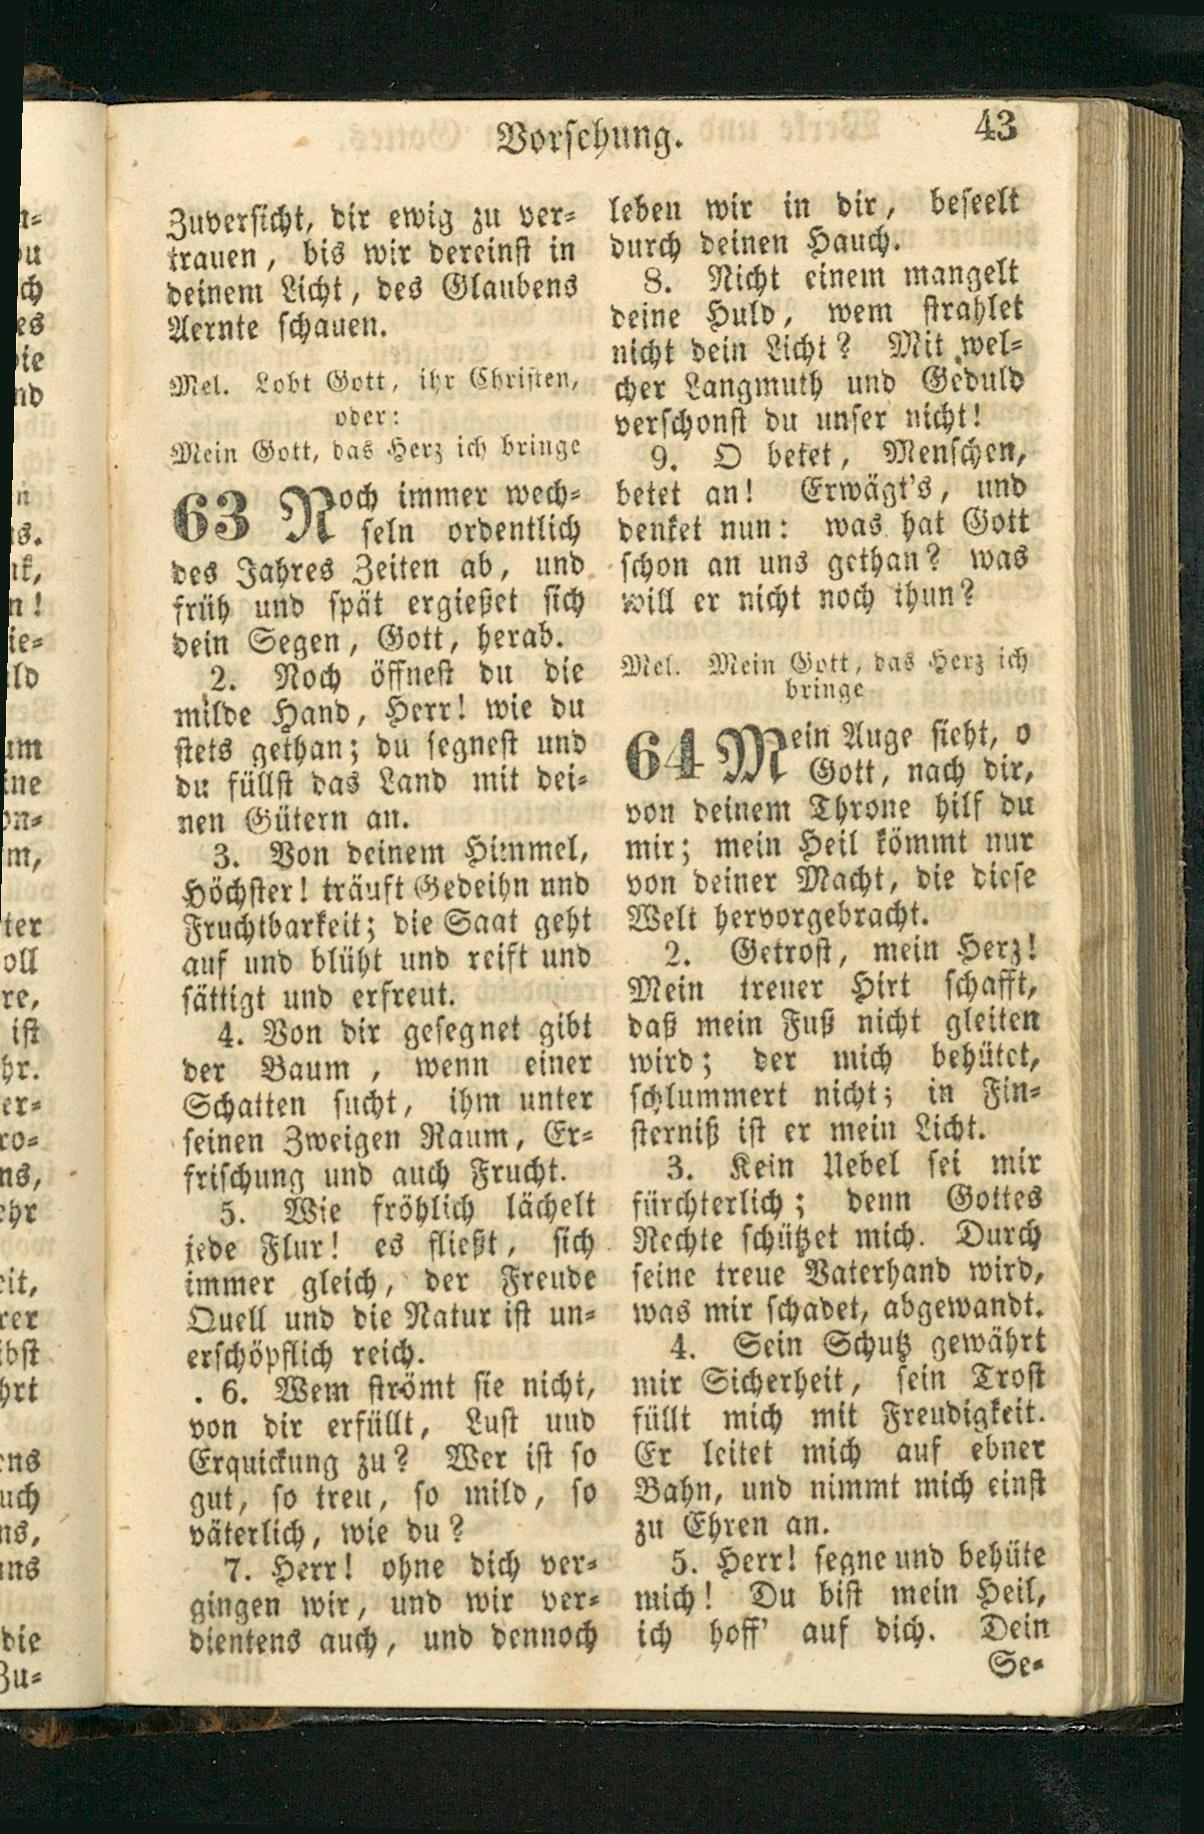 Vorsehung.
43
Zuversicht, dir ewig zu ver-
trauen, bis wir dereinst in
deinem Licht, des Glaubens
Aernte schauen.
Mel. Lobt Gott, ihr Christen,
oder:
Mein Gott, das Herz ich bringe
63 Noch immer wech-
seln ordentlich
des Jahres Zeiten ab, und
früh und spät ergießet sich
dein Segen, Gott, herab.
2. Noch öffnest du die
milde Hand, Herr! wie du
stets gethan; du segnest und
du füllst das Land mit dei-
nen Gütern an.
3. Von deinem Himmel,
Höchster! träuft Gedeihn und
Fruchtbarkeit; die Saat geht
auf und blüht und reift und
sättigt und erfreut.
4. Von dir gesegnet gibt
der Baum, wenn einer
Schatten sucht, ihm unter
seinen Zweigen Raum, Er-
frischung und auch Frucht.
5. Wie fröhlich lächelt
jede Flur! es fließt, sich
immer gleich, der Freude
Quell und die Natur ist un-
erschöpflich reich.
6. Wem strömt sie nicht,
von dir erfüllt, Lust und
Erquickung zu? Wer ist so
gut, so treu, so mild, so
väterlich, wie du?
7. Herr! ohne dich ver-
gingen wir, und wir ver-
dientens auch, und dennoch
leben wir in dir, beseelt
durch deinen Hauch.
8. Nicht einem mangelt
deine Huld, wem strahlet
nicht dein Licht? Mit wel-
cher Langmuth und Geduld
verschonst du unser nicht!
9. O betet, Menschen,
betet an! Erwägt's, und
denket nun: was hat Gott
schon an uns gethan? was
will er nicht noch thun?
Mel. Mein Gott, das Herz ich
bringe
64 Mein Auge sieht, o
Gott, nach dir,
von deinem Throne hilf du
mir; mein Heil kömmt nur
von deiner Macht, die diese
Welt hervorgebracht.
2. Getrost, mein Herz!
Mein treuer Hirt schafft,
daß mein Fuß nicht gleiten
wird; der mich behütet,
schlummert nicht; in Fin-
sterniß ist er mein Licht.
3. Kein Uebel sei mir
fürchterlich; denn Gottes
Rechte schützet mich. Durch
seine treue Vaterhand wird,
was mir schadet, abgewandt.
4. Sein Schutz gewährt
mir Sicherheit, sein Trost
füllt mich mit Freudigkeit.
Er leitet mich auf ebner
Bahn, und nimmt mich einst
zu Ehren an.
5. Herr! segne und behüte
mich! Du bist mein Heil,
ich hoff' auf dich. Dein
Se-